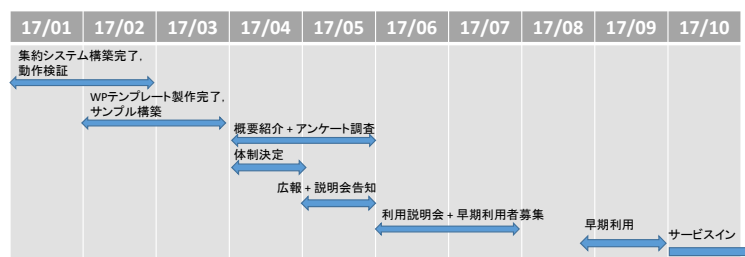 17/01 17/02 17/03 17/04 17/05 17/06 17/07 17/08 17/09 17/10
集約システム構築完了，
動作検証
WPテンプレート製作完了，
サンプル構築
概要紹介 + アンケート調査
体制決定
広報 + 説明会告知
利用説明会 + 早期利用者募集
早期利用
サービスイン